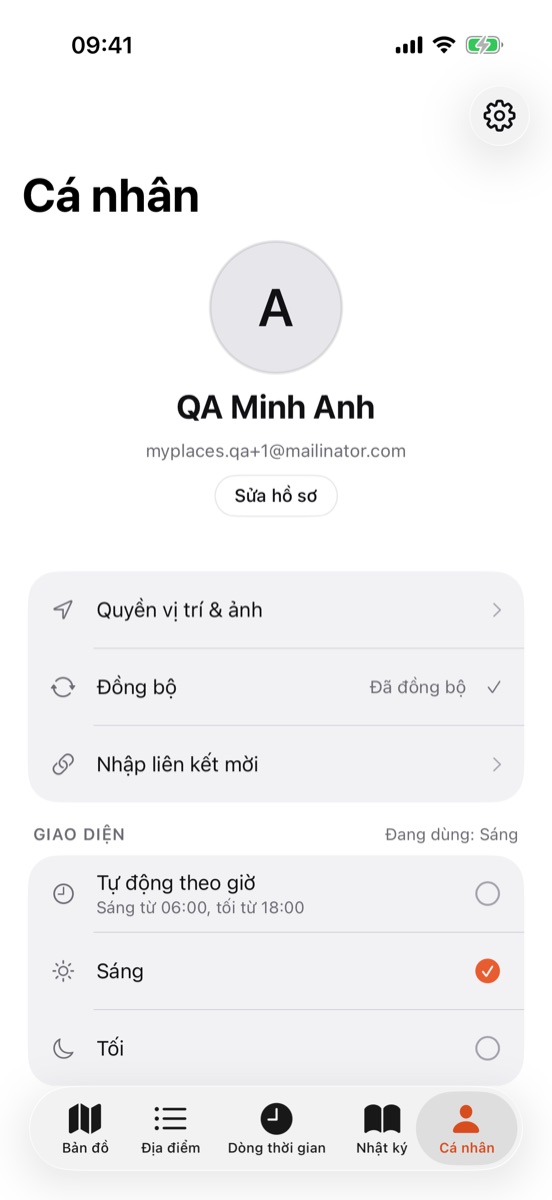 09:41
Cá nhân
A
QA Minh Anh
myplaces.qa+1@mailinator.com
Sửa hồ sơ
Quyền vị trí & ảnh
Đồng bộ Đã đồng bộ
Nhập liên kết mời
GIAO DIỆN Đang dùng: Sáng
Tự động theo giờ
Sáng từ 06:00, tối từ 18:00
Sáng
Tối
Bản đồ Địa điểm Dòng thời gian Nhật ký Cá nhân